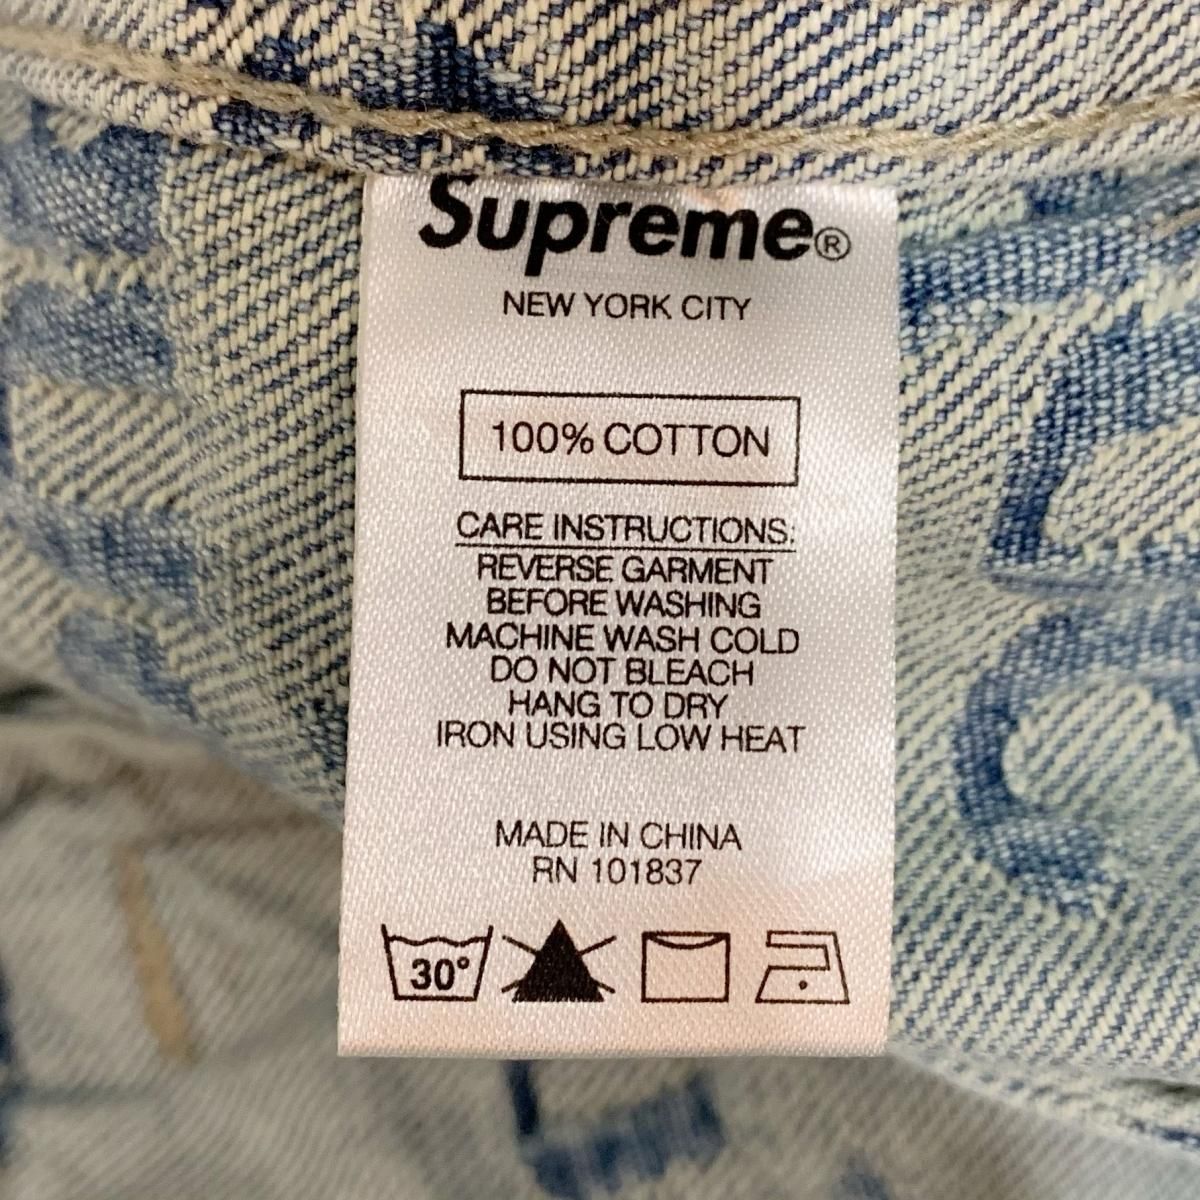 Supreme®
NEW YORK CITY
100% COTTON
CARE INSTRUCTIONS:
REVERSE GARMENT
BEFORE WASHING
MACHINE WASH COLD
DO NOT BLEACH
HANG TO DRY
IRON USING LOW HEAT
MADE IN CHINA
RN 101837
30°